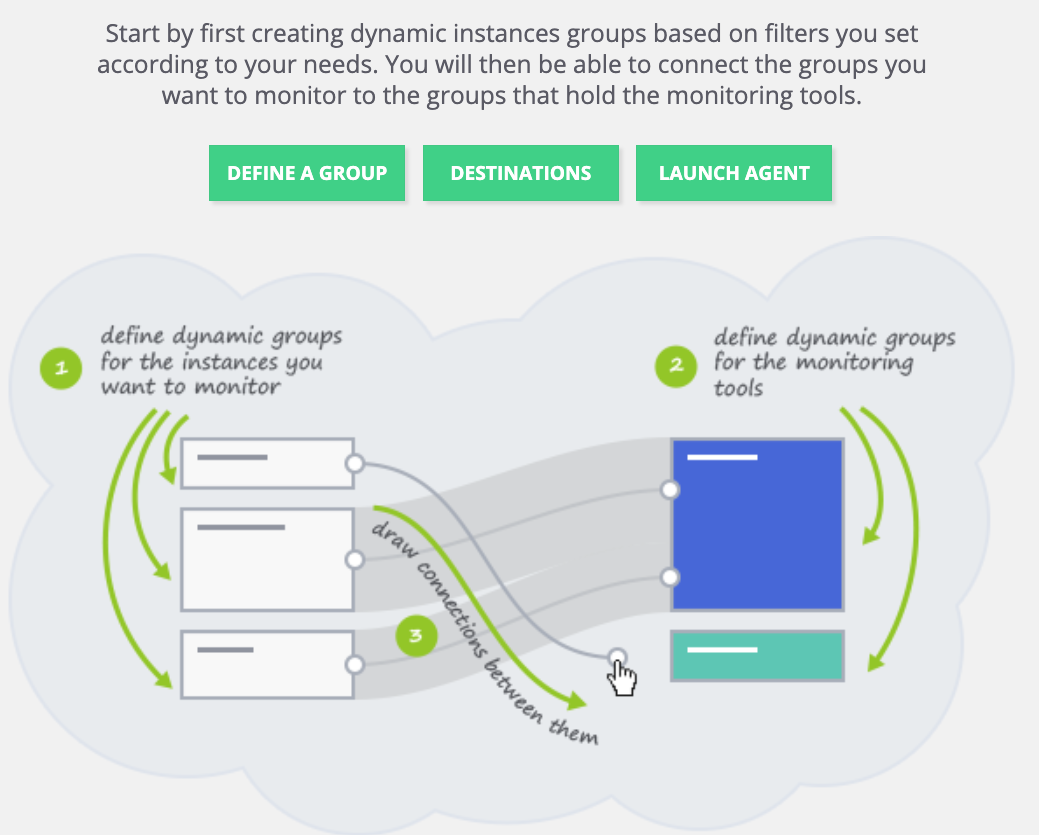 Start by first creating dynamic instances groups based on filters you set
according to your needs. You will then be able to connect the groups you
want to monitor to the groups that hold the monitoring tools.
DEFINE A GROUP
DESTINATIONS
LAUNCH AGENT
1
define dynamic groups
for the instances you
want to monitor
2
define dynamic groups
for the monitoring
tools
3
draw connections between them